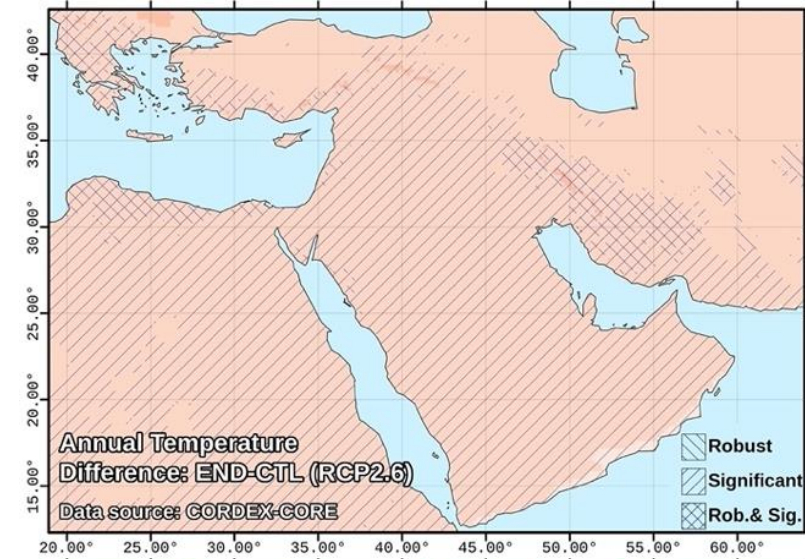 40.00°
35.00°
30.00°
25.00°
20.00°
15.00°
Annual Temperature
Difference: END-CTL (RCP2.6)
Data source: CORDEX-CORE
Robust
Significant
Rob.& Sig.
20.00° 25.00° 30.00° 35.00° 40.00° 45.00° 50.00° 55.00° 60.00°